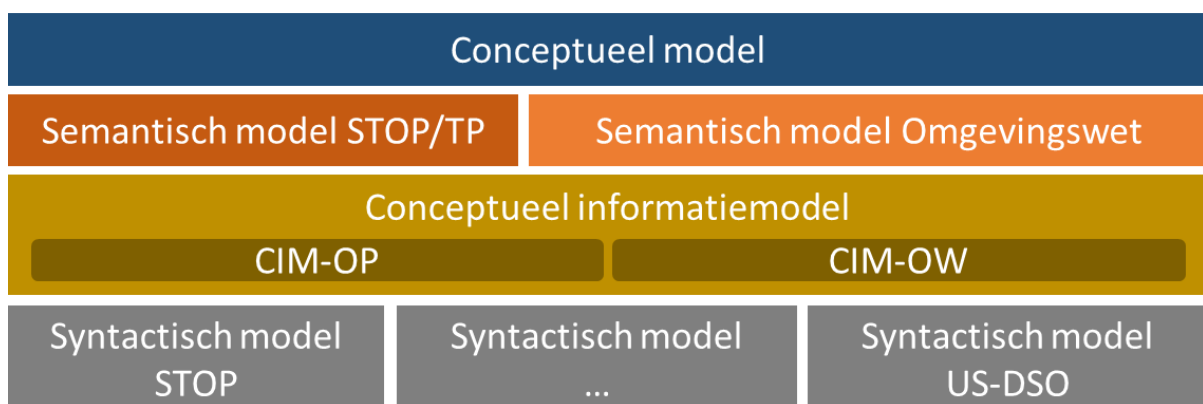 Conceptueel model
Semantisch model STOP/TP
Semantisch model Omgevingswet
Conceptueel informatiemodel
CIM-OP
CIM-OW
Syntactisch model
STOP
Syntactisch model
...
Syntactisch model
US-DSO